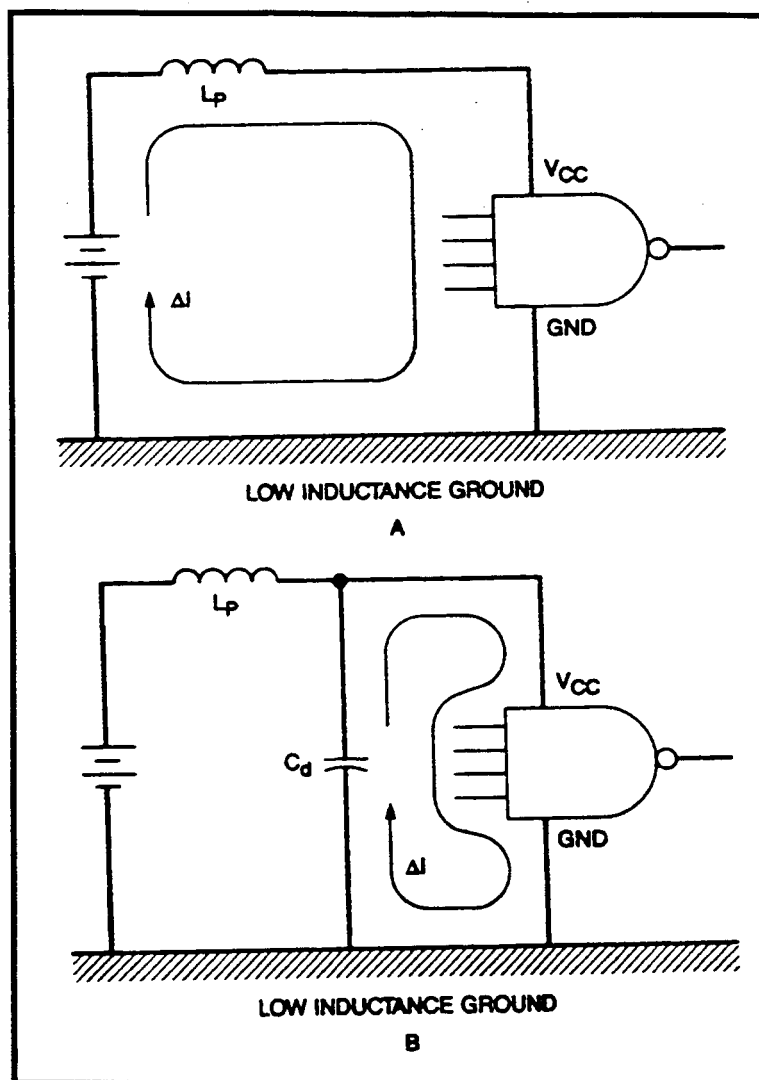 Lp
VCC
Δi
GND
LOW INDUCTANCE GROUND
A
Lp
VCC
Cd
Δi
GND
LOW INDUCTANCE GROUND
B